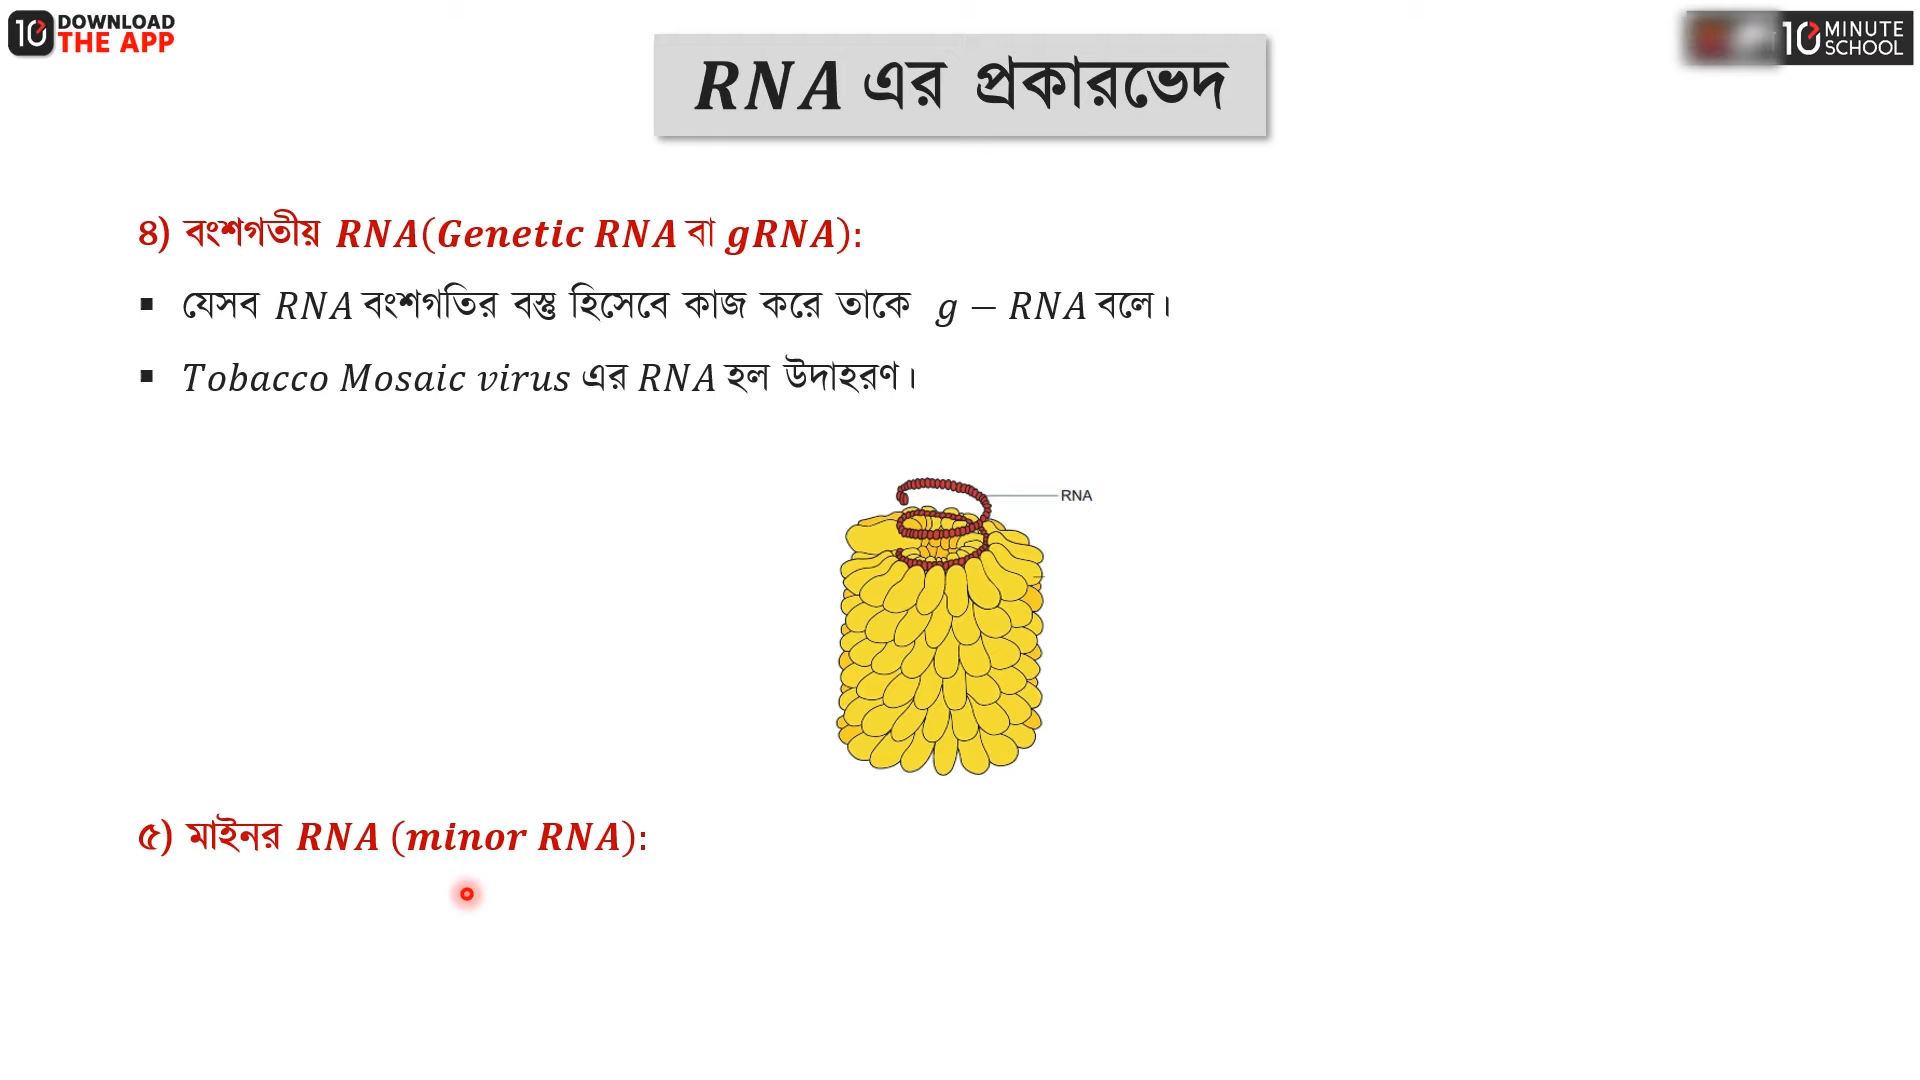 DOWNLOAD
THE APP
10 MINUTE
SCHOOL
RNA এর প্রকারভেদ
৪) বংশগতীয় RNA(Genetic RNA বা gRNA):
▪ যেসব RNA বংশগতির বস্তু হিসেবে কাজ করে তাকে g − RNA বলে।
▪ Tobacco Mosaic virus এর RNA হল উদাহরণ।
RNA
৫) মাইনর RNA (minor RNA):